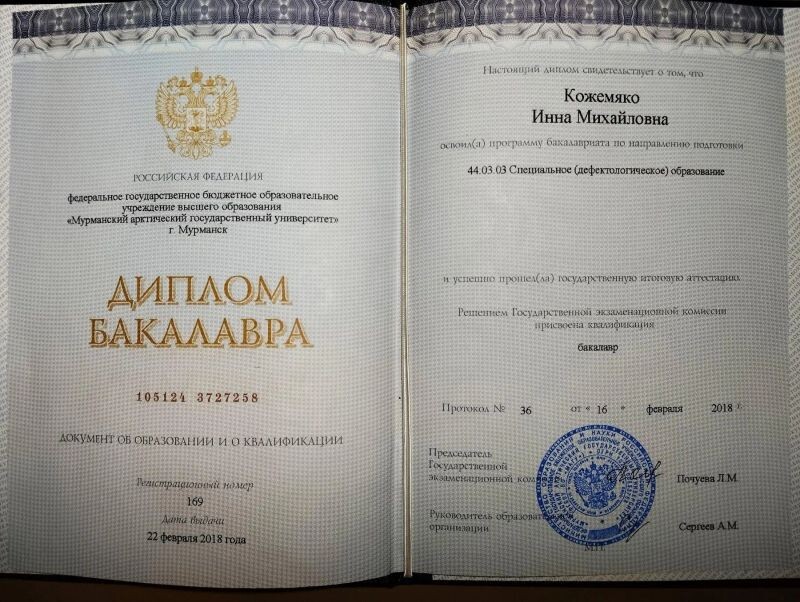 РОССИЙСКАЯ ФЕДЕРАЦИЯ
федеральное государственное бюджетное образовательное
учреждение высшего образования
«Мурманский арктический государственный университет»
г. Мурманск
ДИПЛОМ
БАКАЛАВРА
105124 3727258
ДОКУМЕНТ ОБ ОБРАЗОВАНИИ И О КВАЛИФИКАЦИИ
Регистрационный номер
169
Дата выдачи
22 февраля 2018 года
Настоящий диплом свидетельствует о том, что
Кожемяко
Инна Михайловна
освоил(а) программу бакалавриата по направлению подготовки
44.03.03 Специальное (дефектологическое) образование
и успешно прошел(ла) государственную итоговую аттестацию
Решением Государственной экзаменационной комиссии
присвоена квалификация
бакалавр
Протокол № 36 от « 16 » февраля 2018 г.
Председатель
Государственной
экзаменационной Почуева Л.М.
Руководитель
организации Сергеев А.М.
М.П.